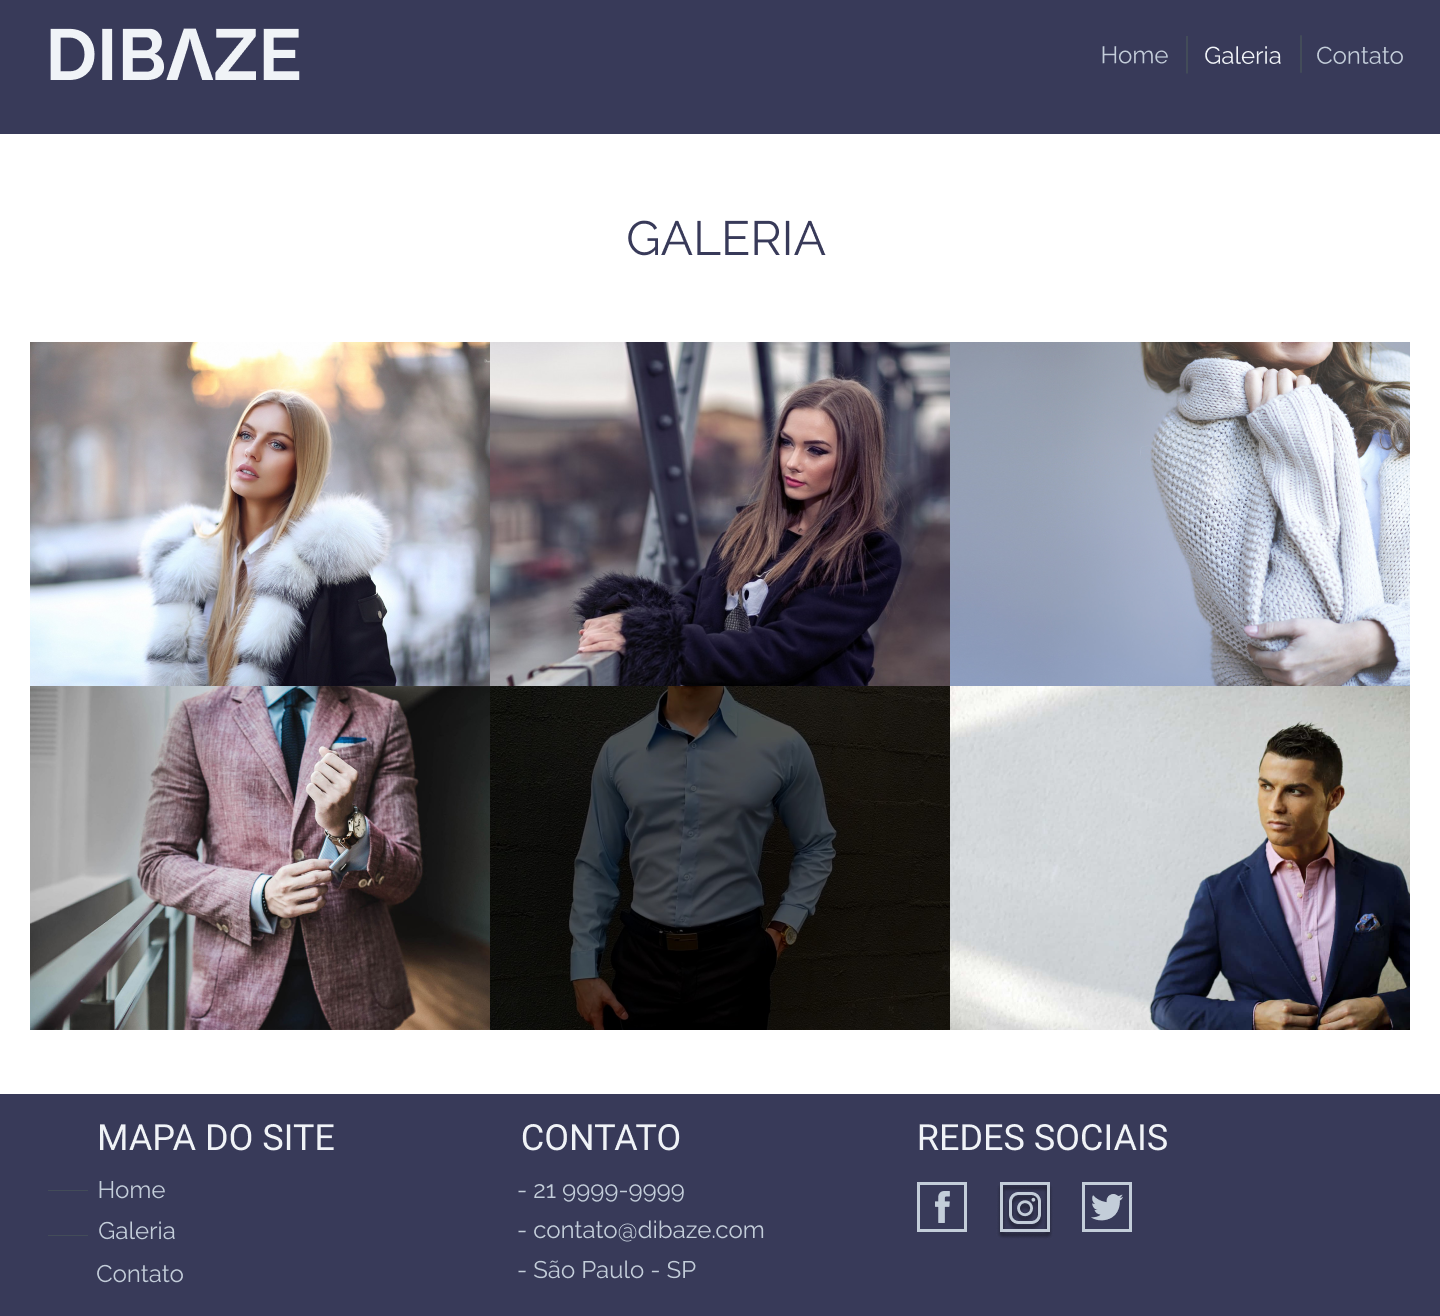 DIBAZE
Home
Galeria
Contato
GALERIA
MAPA DO SITE
Home
Galeria
Contato
CONTATO
- 21 9999-9999
- contato@dibaze.com
- São Paulo - SP
REDES SOCIAIS